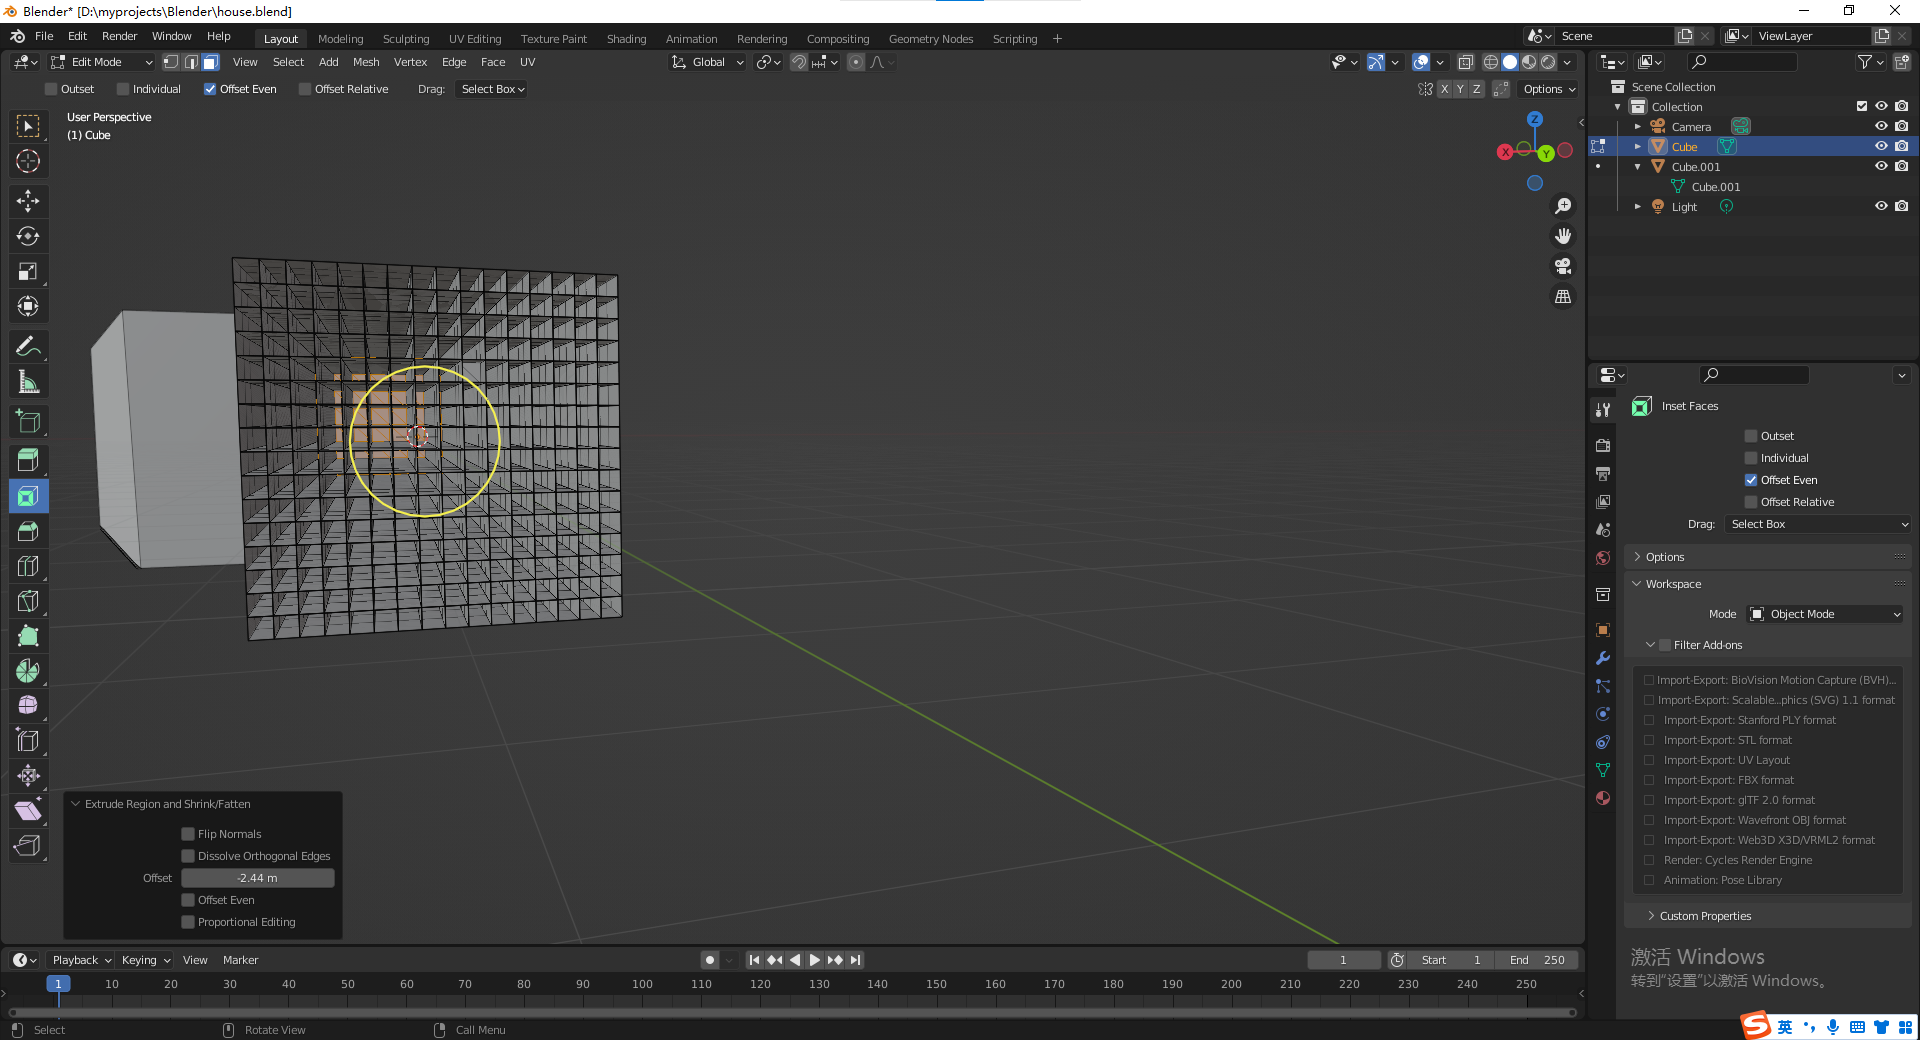 Blender* [D:\myprojects\Blender\house.blend]
File Edit Render Window Help Layout Modeling Sculpting UV Editing Texture Paint Shading Animation Rendering Compositing Geometry Nodes Scripting + Scene ViewLayer
Edit Mode View Select Add Mesh Vertex Edge Face UV Global
Outset Individual Offset Even Offset Relative Drag: Select Box X Y Z Options
User Perspective
(1) Cube
Z
X Y
Scene Collection
Collection
Camera
Cube
Cube.001
Cube.001
Light
Inset Faces
Outset
Individual
Offset Even
Offset Relative
Drag: Select Box
Options
Workspace
Mode Object Mode
Filter Add-ons
Import-Export: BioVision Motion Capture (BVH)...
Import-Export: Scalable...phics (SVG) 1.1 format
Import-Export: Stanford PLY format
Import-Export: STL format
Import-Export: UV Layout
Import-Export: FBX format
Import-Export: glTF 2.0 format
Import-Export: Wavefront OBJ format
Import-Export: Web3D X3D/VRML2 format
Render: Cycles Render Engine
Animation: Pose Library
Custom Properties
Extrude Region and Shrink/Fatten
Flip Normals
Dissolve Orthogonal Edges
Offset -2.44 m
Offset Even
Proportional Editing
Playback Keying View Marker 1 Start 1 End 250
1 10 20 30 40 50 60 70 80 90 100 110 120 130 140 150 160 170 180 190 200 210 220 230 240 250
Select Rotate View Call Menu
激活 Windows
转到“设置”以激活 Windows。
S 英